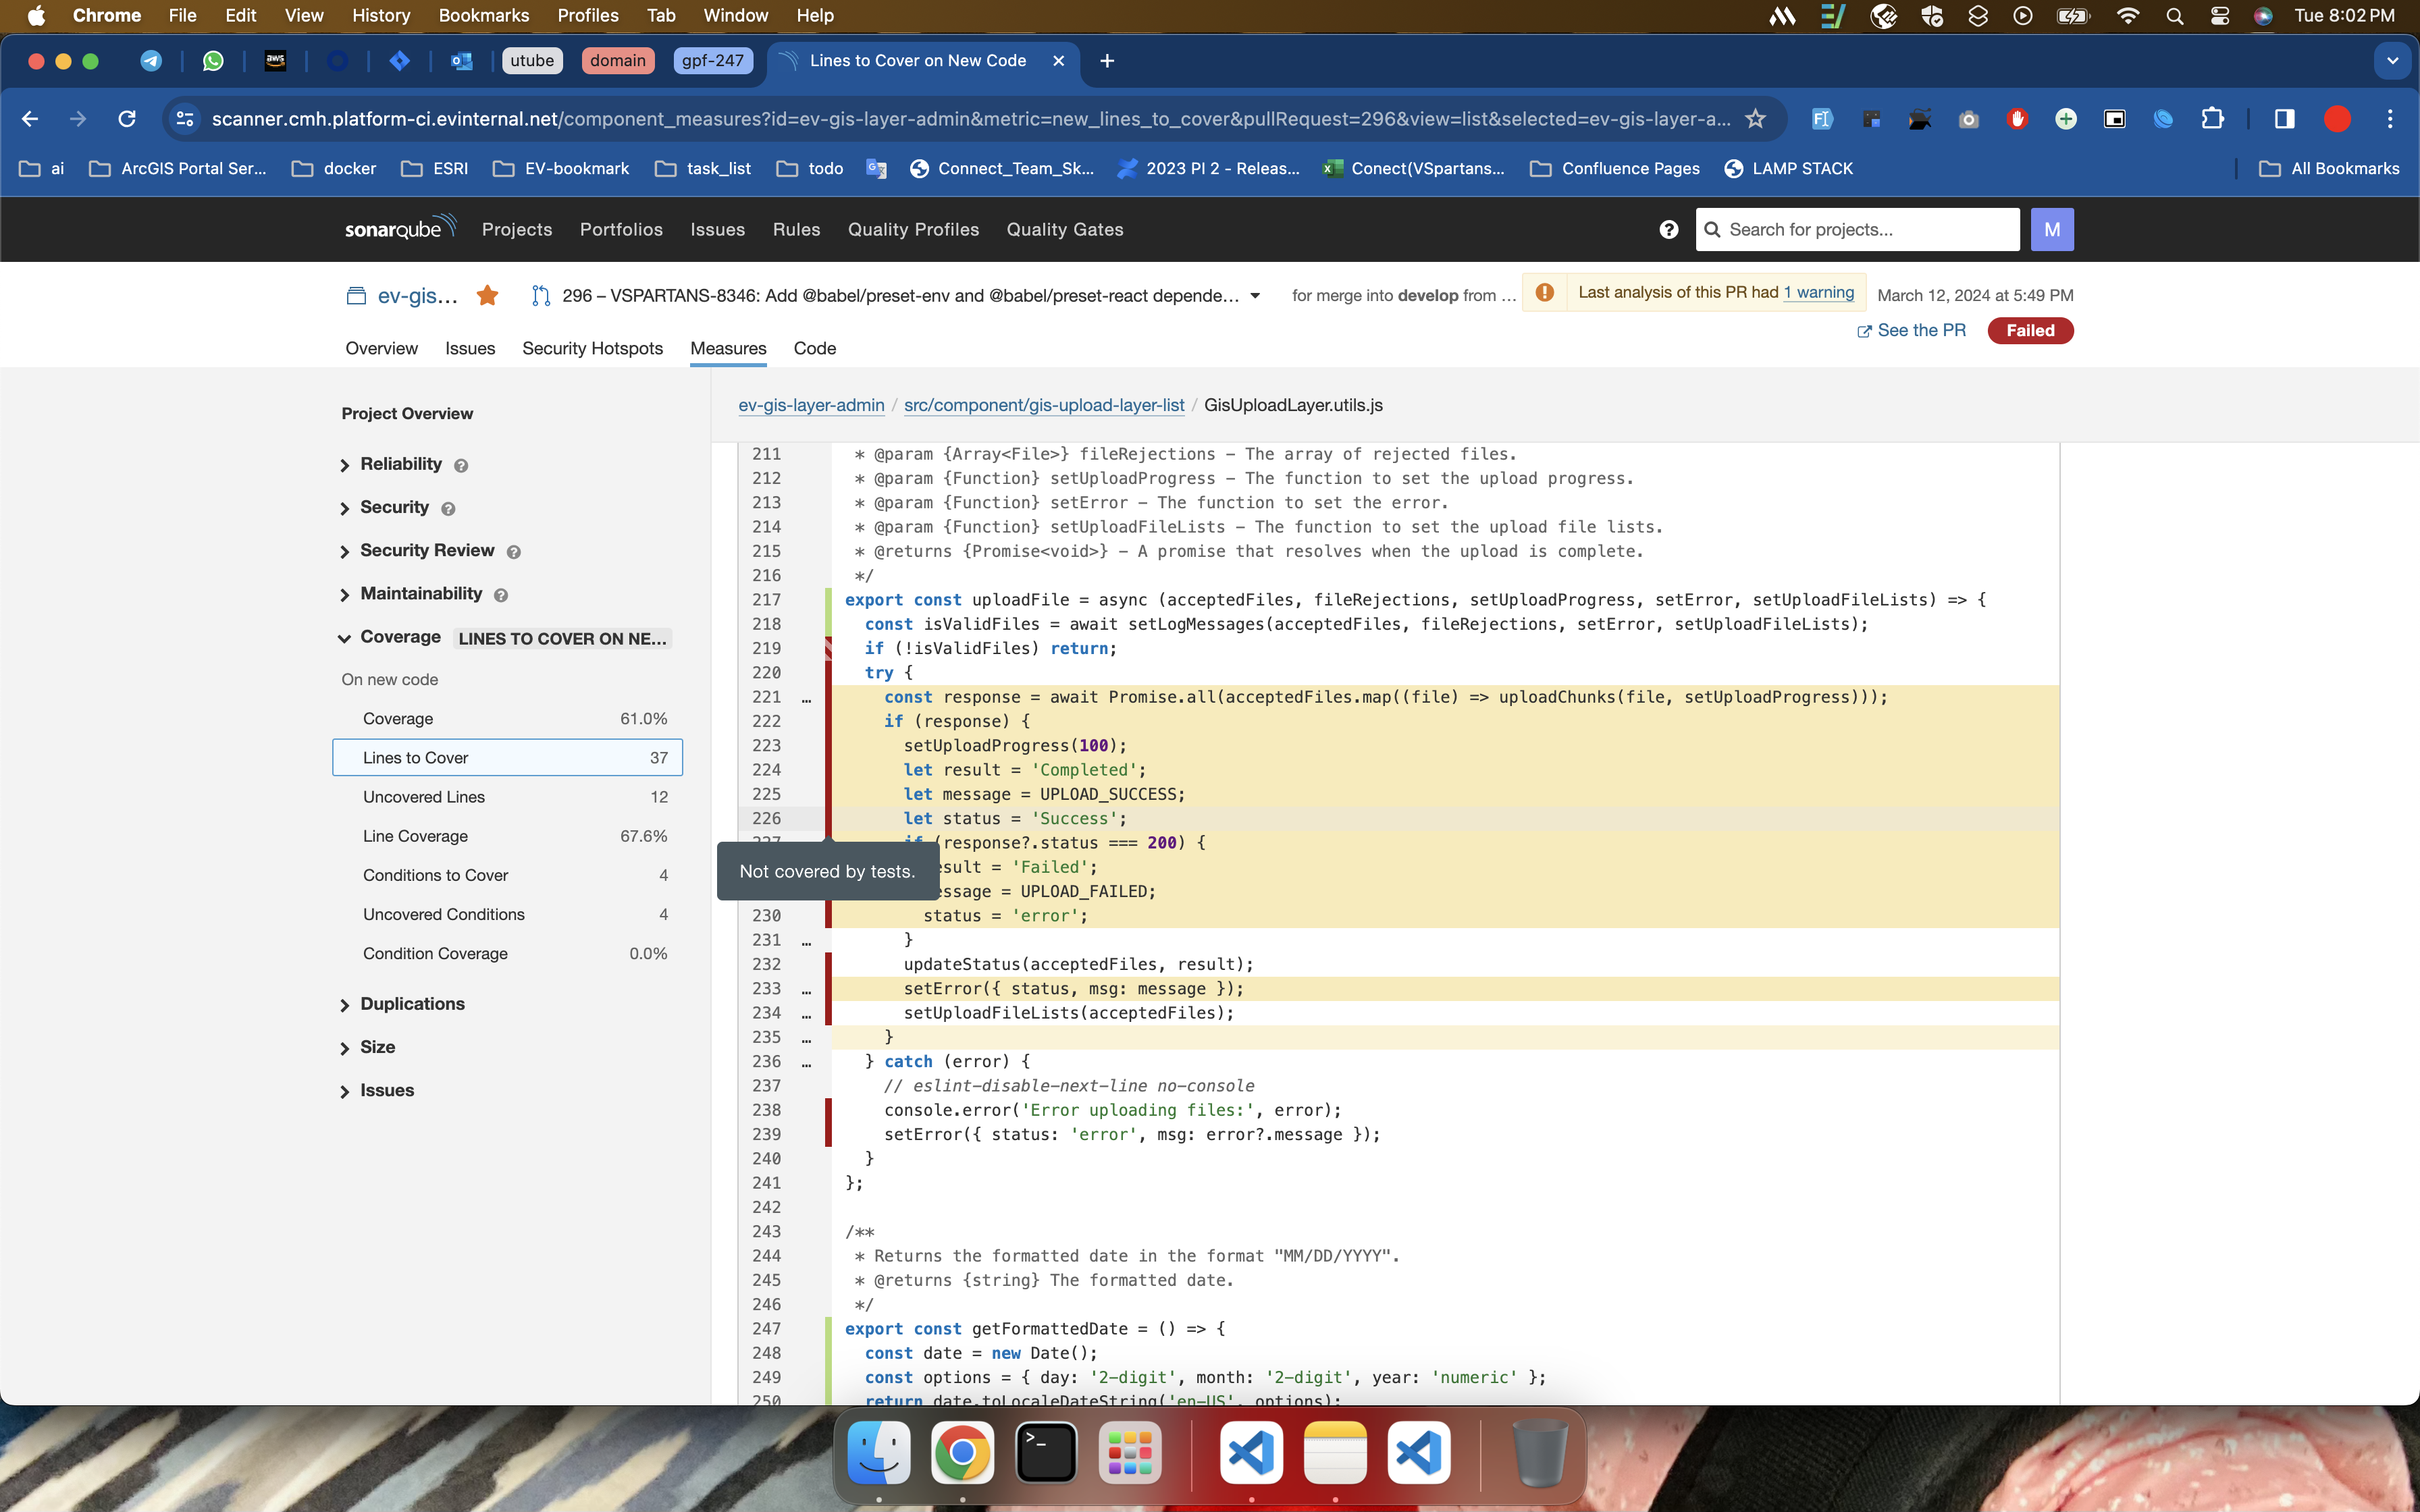 Chrome File Edit View History Bookmarks Profiles Tab Window Help Tue 8:02 PM
aws utube domain gpf-247 Lines to Cover on New Code
scanner.cmh.platform-ci.evinternal.net/component_measures?id=ev-gis-layer-admin&metric=new_lines_to_cover&pullRequest=296&view=list&selected=ev-gis-layer-a...
ai ArcGIS Portal Ser... docker ESRI EV-bookmark task_list todo Connect_Team_Sk... 2023 PI 2 - Releas... Conect(VSpartans... Confluence Pages LAMP STACK All Bookmarks
sonarqube Projects Portfolios Issues Rules Quality Profiles Quality Gates ? Search for projects... M
ev-gis... 296 – VSPARTANS-8346: Add @babel/preset-env and @babel/preset-react depende... for merge into develop from ... Last analysis of this PR had 1 warning March 12, 2024 at 5:49 PM
See the PR Failed
Overview Issues Security Hotspots Measures Code
Project Overview
Reliability ?
Security ?
Security Review ?
Maintainability ?
Coverage LINES TO COVER ON NE...
On new code
Coverage 61.0%
Lines to Cover 37
Uncovered Lines 12
Line Coverage 67.6%
Conditions to Cover 4
Uncovered Conditions 4
Condition Coverage 0.0%
Duplications
Size
Issues
ev-gis-layer-admin / src/component/gis-upload-layer-list / GisUploadLayer.utils.js
211 * @param {Array<File>} fileRejections – The array of rejected files.
212 * @param {Function} setUploadProgress – The function to set the upload progress.
213 * @param {Function} setError – The function to set the error.
214 * @param {Function} setUploadFileLists – The function to set the upload file lists.
215 * @returns {Promise<void>} – A promise that resolves when the upload is complete.
216 */
217 export const uploadFile = async (acceptedFiles, fileRejections, setUploadProgress, setError, setUploadFileLists) => {
218 const isValidFiles = await setLogMessages(acceptedFiles, fileRejections, setError, setUploadFileLists);
219 if (!isValidFiles) return;
220 try {
221 … const response = await Promise.all(acceptedFiles.map((file) => uploadChunks(file, setUploadProgress)));
222 if (response) {
223 setUploadProgress(100);
224 let result = 'Completed';
225 let message = UPLOAD_SUCCESS;
226 let status = 'Success';
227 if (response?.status === 200) {
esult = 'Failed';
essage = UPLOAD_FAILED;
Not covered by tests.
230 status = 'error';
231 … }
232 updateStatus(acceptedFiles, result);
233 … setError({ status, msg: message });
234 … setUploadFileLists(acceptedFiles);
235 … }
236 … } catch (error) {
237 // eslint-disable-next-line no-console
238 console.error('Error uploading files:', error);
239 setError({ status: 'error', msg: error?.message });
240 }
241 };
242
243 /**
244 * Returns the formatted date in the format "MM/DD/YYYY".
245 * @returns {string} The formatted date.
246 */
247 export const getFormattedDate = () => {
248 const date = new Date();
249 const options = { day: '2-digit', month: '2-digit', year: 'numeric' };
250 return date.toLocaleDateString('en-US', options);